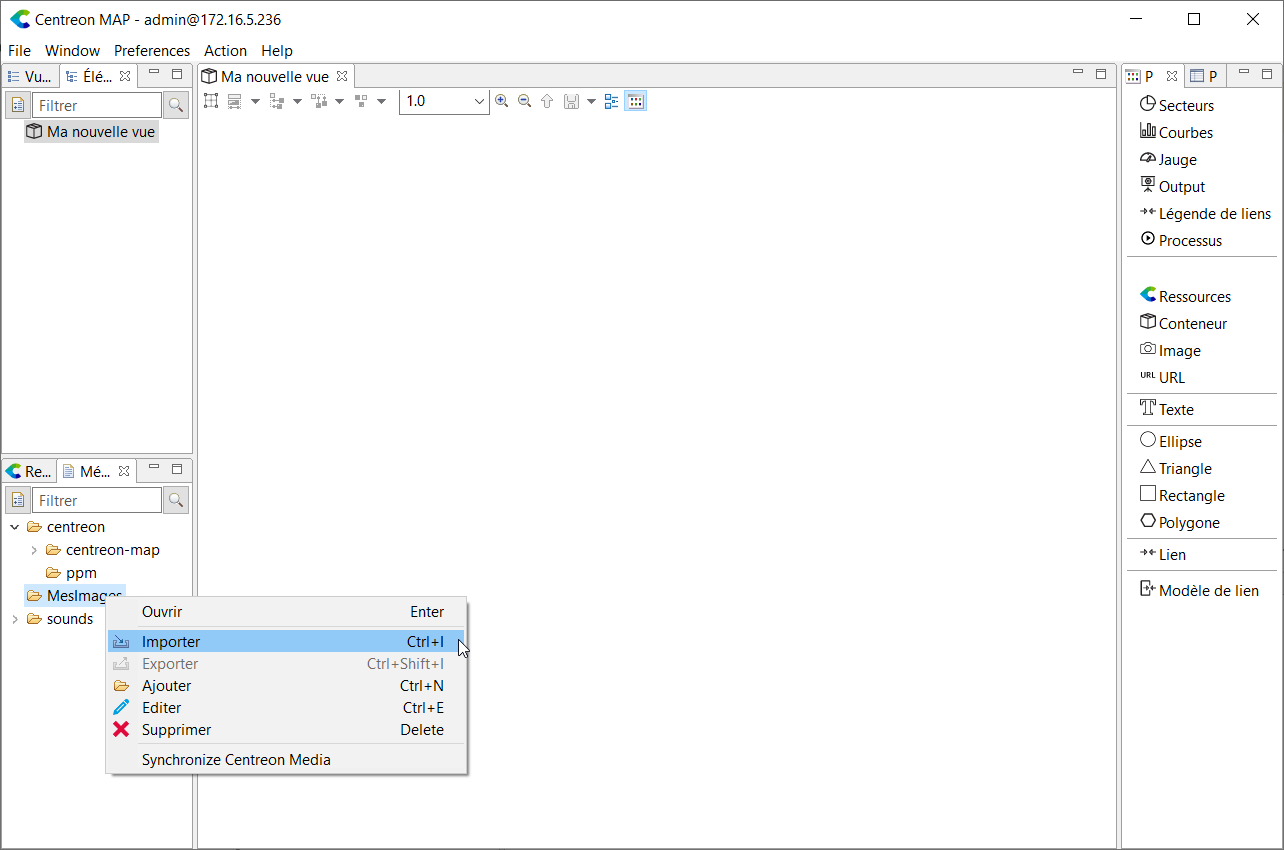 Centreon MAP - admin@172.16.5.236
File Window Preferences Action Help
Vu... Élé...
Filtrer
Ma nouvelle vue
Ma nouvelle vue
1.0
P P
Secteurs
Courbes
Jauge
Output
Légende de liens
Processus
Ressources
Conteneur
Image
URL URL
Texte
Ellipse
Triangle
Rectangle
Polygone
Lien
Modèle de lien
Re... Mé...
Filtrer
centreon
centreon-map
ppm
MesImages
sounds
Ouvrir Enter
Importer Ctrl+I
Exporter Ctrl+Shift+I
Ajouter Ctrl+N
Editer Ctrl+E
Supprimer Delete
Synchronize Centreon Media